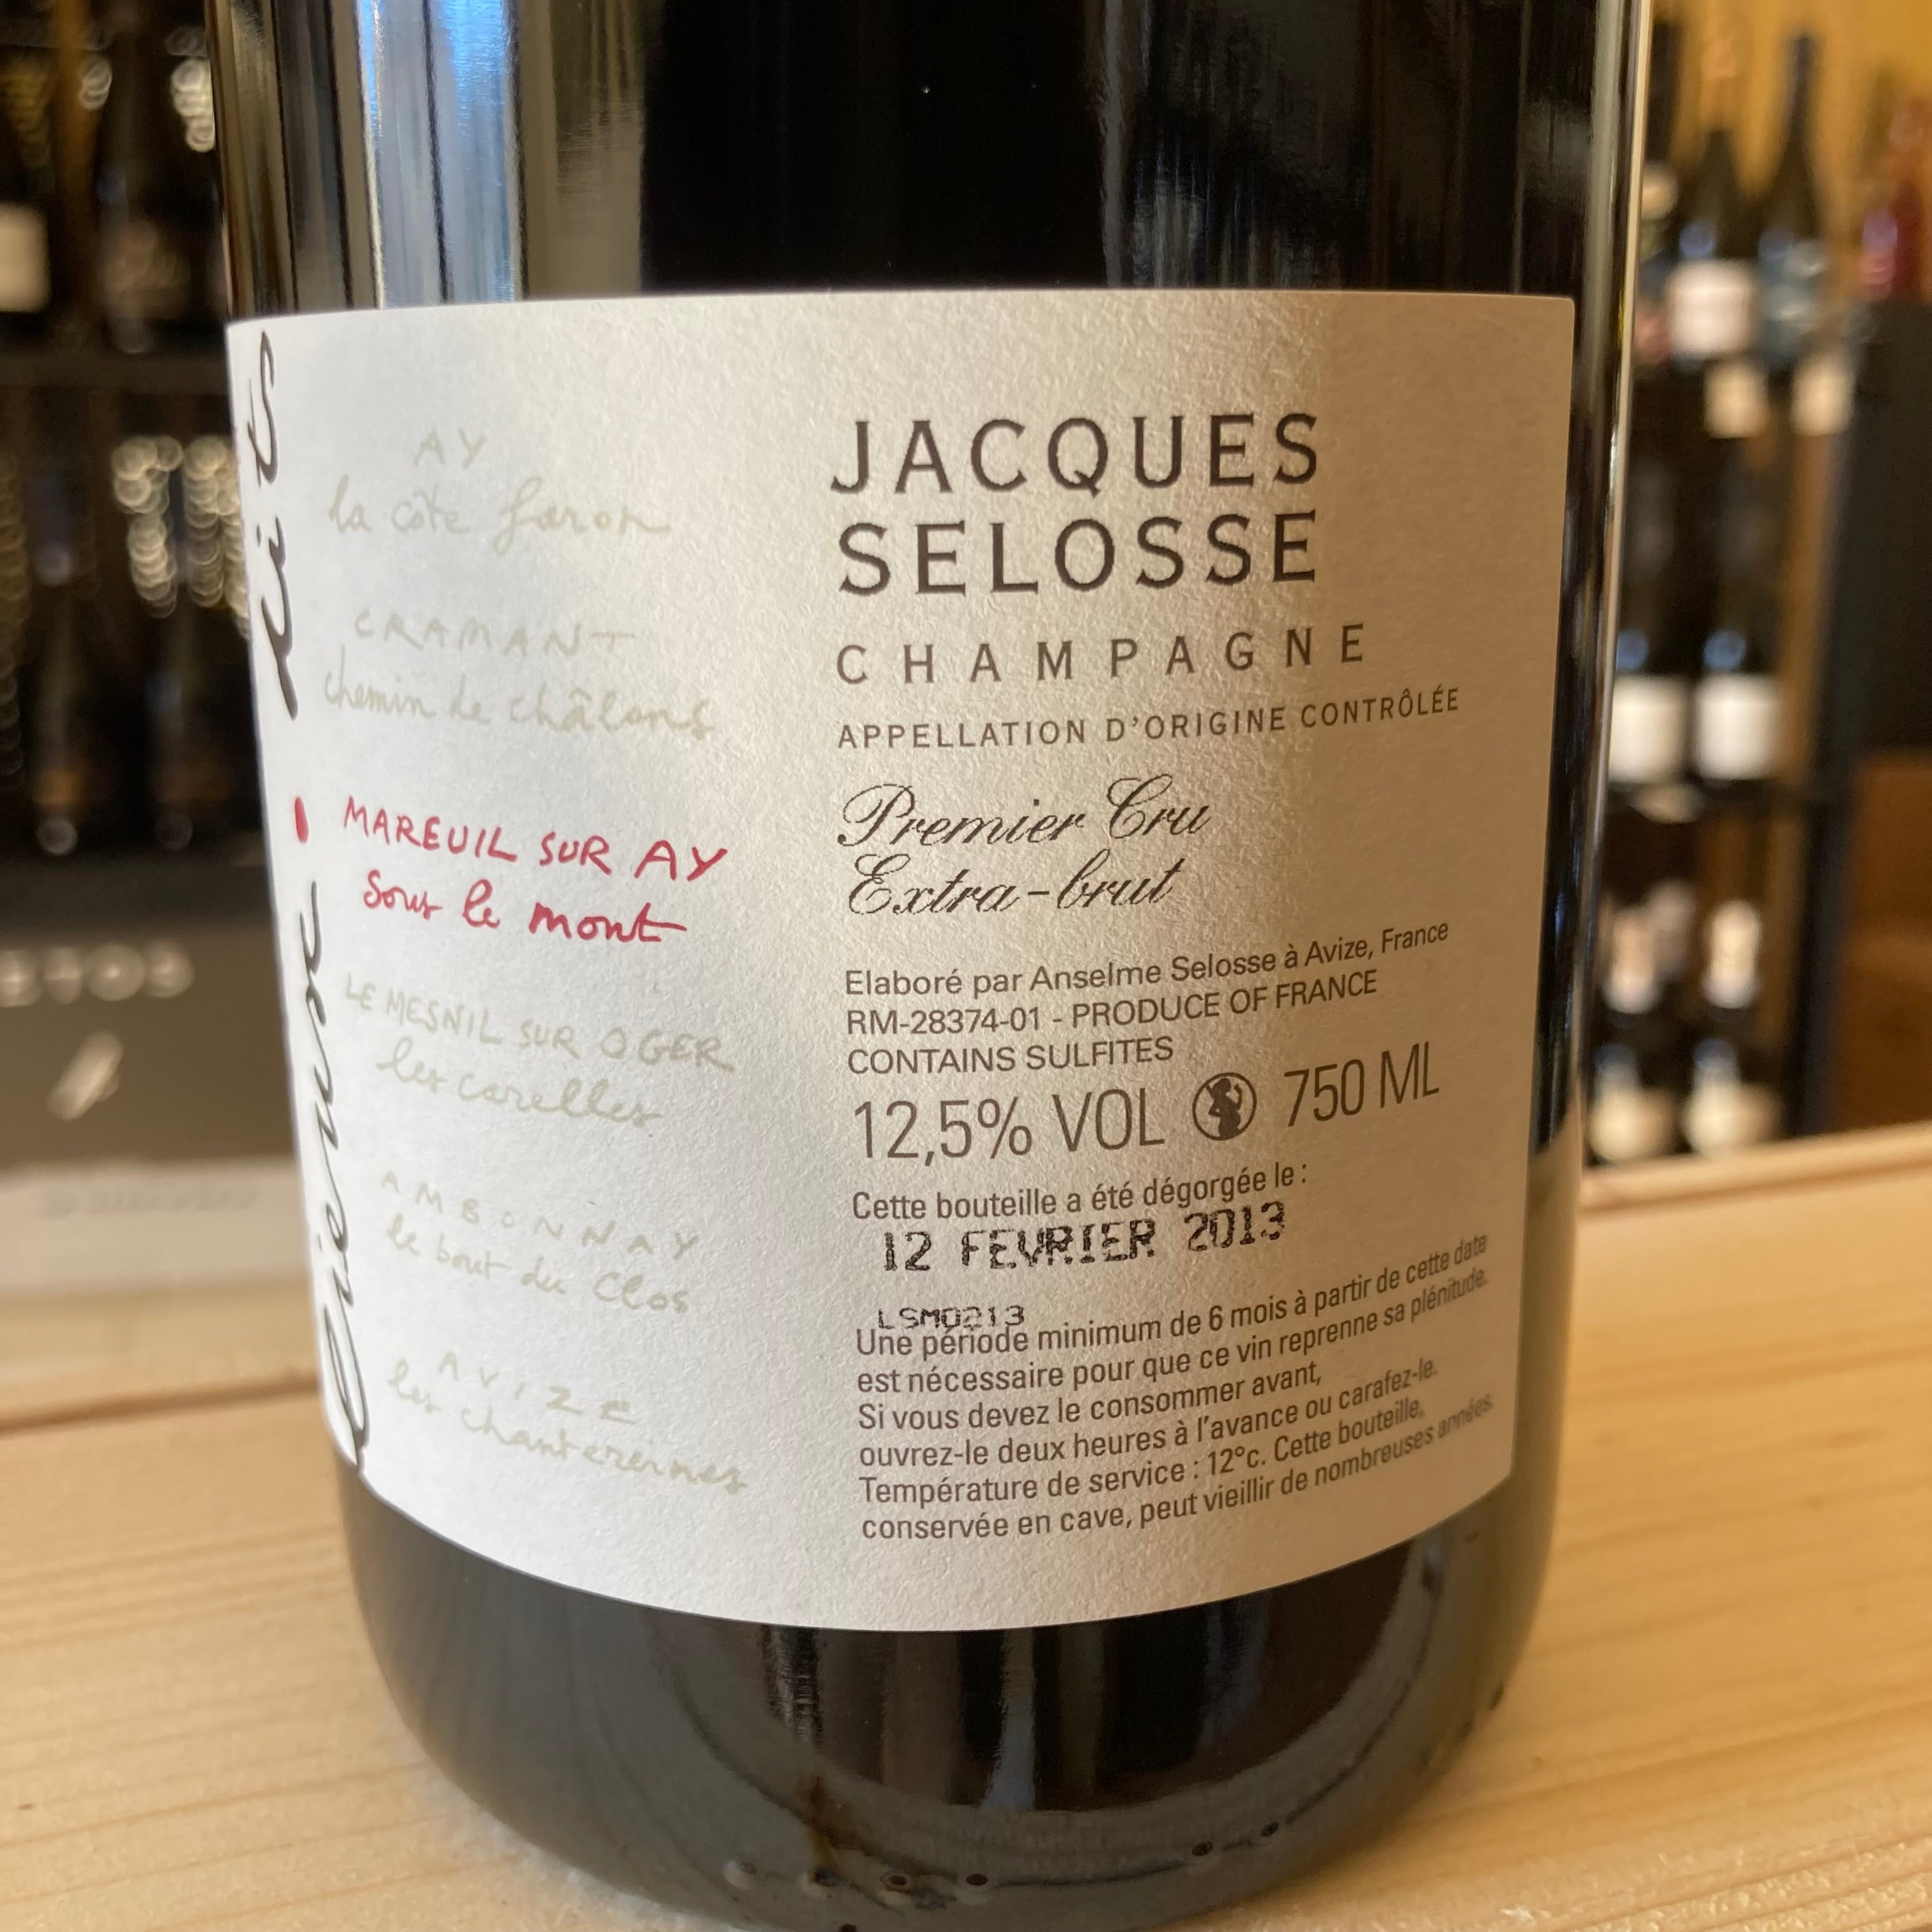 Lieux dits
AY
la côte faron
CRAMANT
chemin de châlons
MAREUIL SUR AY
Sous le mont
LE MESNIL SUR OGER
les carelles
AMBONNAY
le bout du Clos
AVIZE
les chantereines
JACQUES
SELOSSE
CHAMPAGNE
APPELLATION D'ORIGINE CONTRÔLÉE
Premier Cru
Extra-brut
Elaboré par Anselme Selosse à Avize, France
RM-28374-01 - PRODUCE OF FRANCE
CONTAINS SULFITES
12,5% VOL 750 ML
Cette bouteille a été dégorgée le :
12 FEVRIER 2013
LSM0213
Une période minimum de 6 mois à partir de cette date
est nécessaire pour que ce vin reprenne sa plénitude.
Si vous devez le consommer avant,
ouvrez-le deux heures à l'avance ou carafez-le.
Température de service : 12°c. Cette bouteille,
conservée en cave, peut vieillir de nombreuses années.